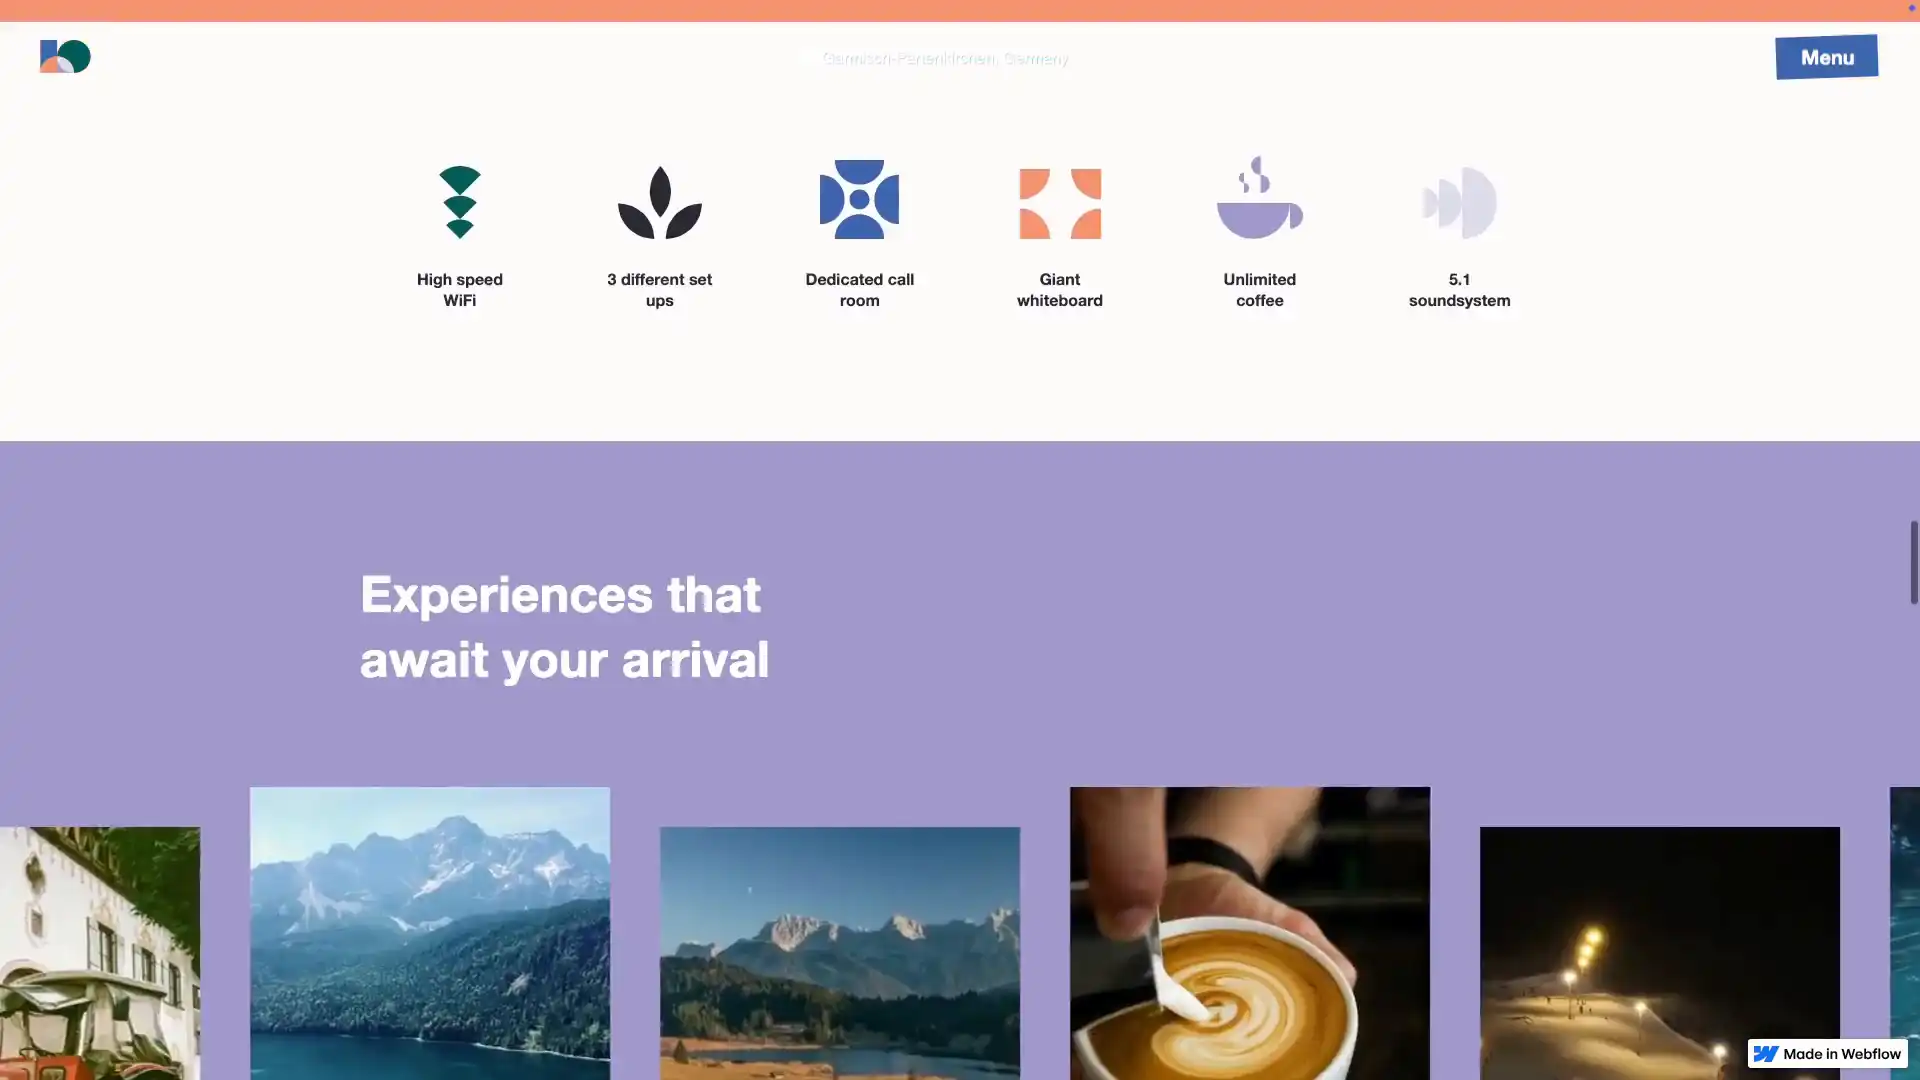 Garmisch-Partenkirchen, Germany
Menu
High speed
WiFi
3 different set
ups
Dedicated call
room
Giant
whiteboard
Unlimited
coffee
5.1
soundsystem
Experiences that
await your arrival
Made in Webflow